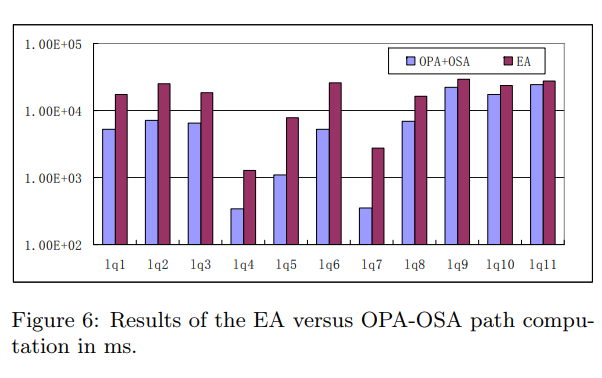 1.00E+05
OPA+OSA EA
1.00E+04
1.00E+03
1.00E+02
lq1 lq2 lq3 lq4 lq5 lq6 lq7 lq8 lq9 lq10 lq11
Figure 6: Results of the EA versus OPA-OSA path compu-
tation in ms.